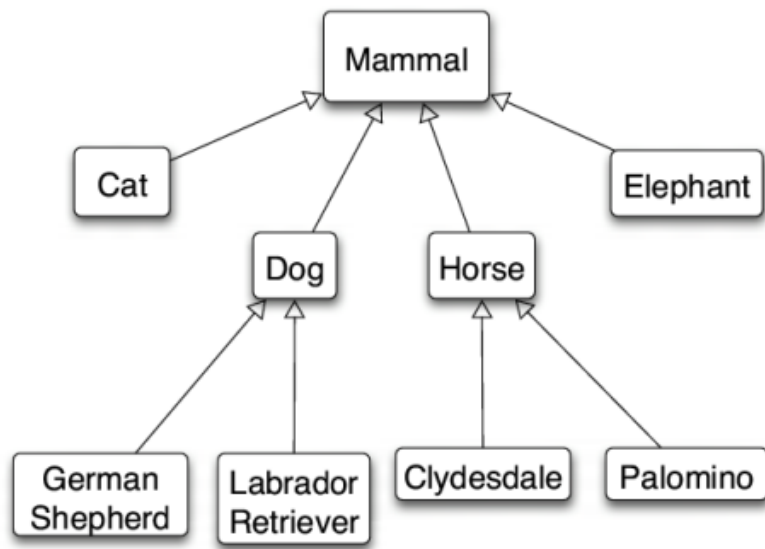 Mammal
Cat
Elephant
Dog
Horse
German
Shepherd
Labrador
Retriever
Clydesdale
Palomino